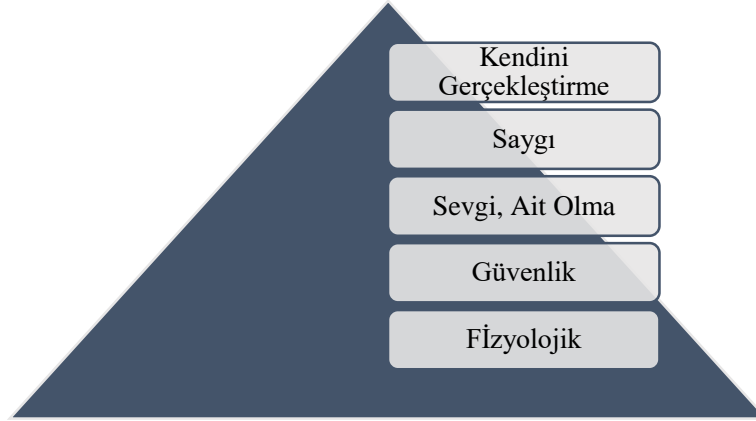 Kendini
Gerçekleştirme
Saygı
Sevgi, Ait Olma
Güvenlik
Fİzyolojik